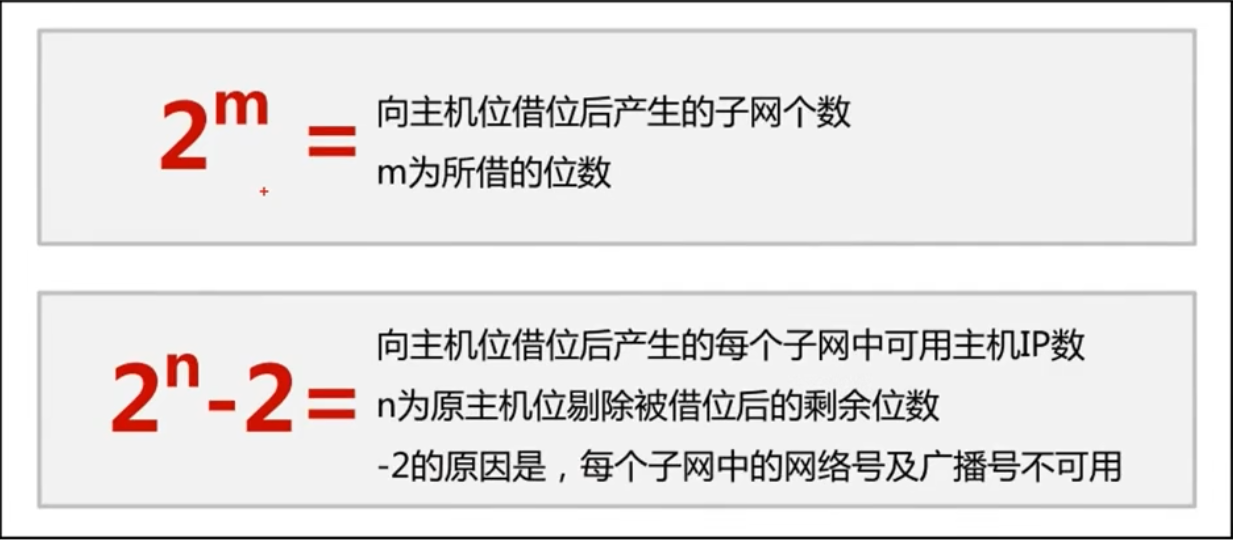 2ᵐ = 向主机位借位后产生的子网个数
m为所借的位数
2ⁿ-2= 向主机位借位后产生的每个子网中可用主机IP数
n为原主机位剔除被借位后的剩余位数
-2的原因是，每个子网中的网络号及广播号不可用